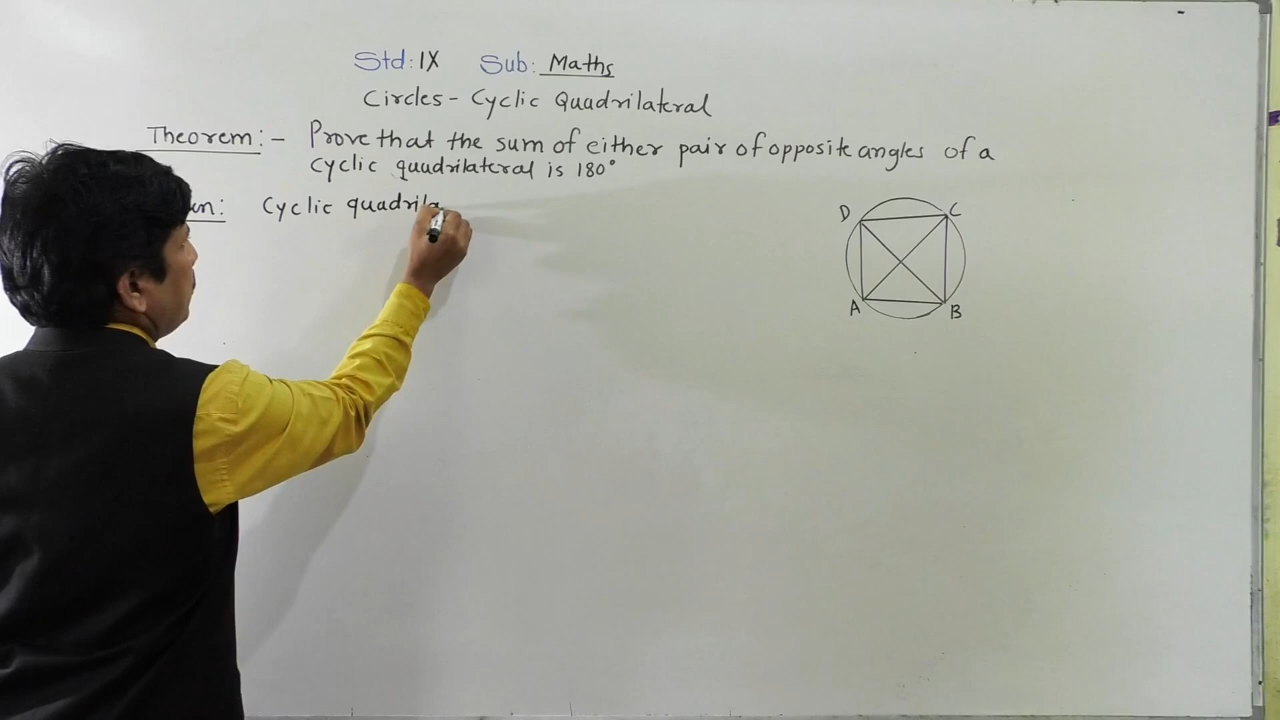 Std: IX Sub: Maths
Circles- Cyclic Quadrilateral
Theorem:- Prove that the sum of either pair of opposite angles of a
cyclic quadrilateral is 180°
Cyclic quadrila
D C
A B